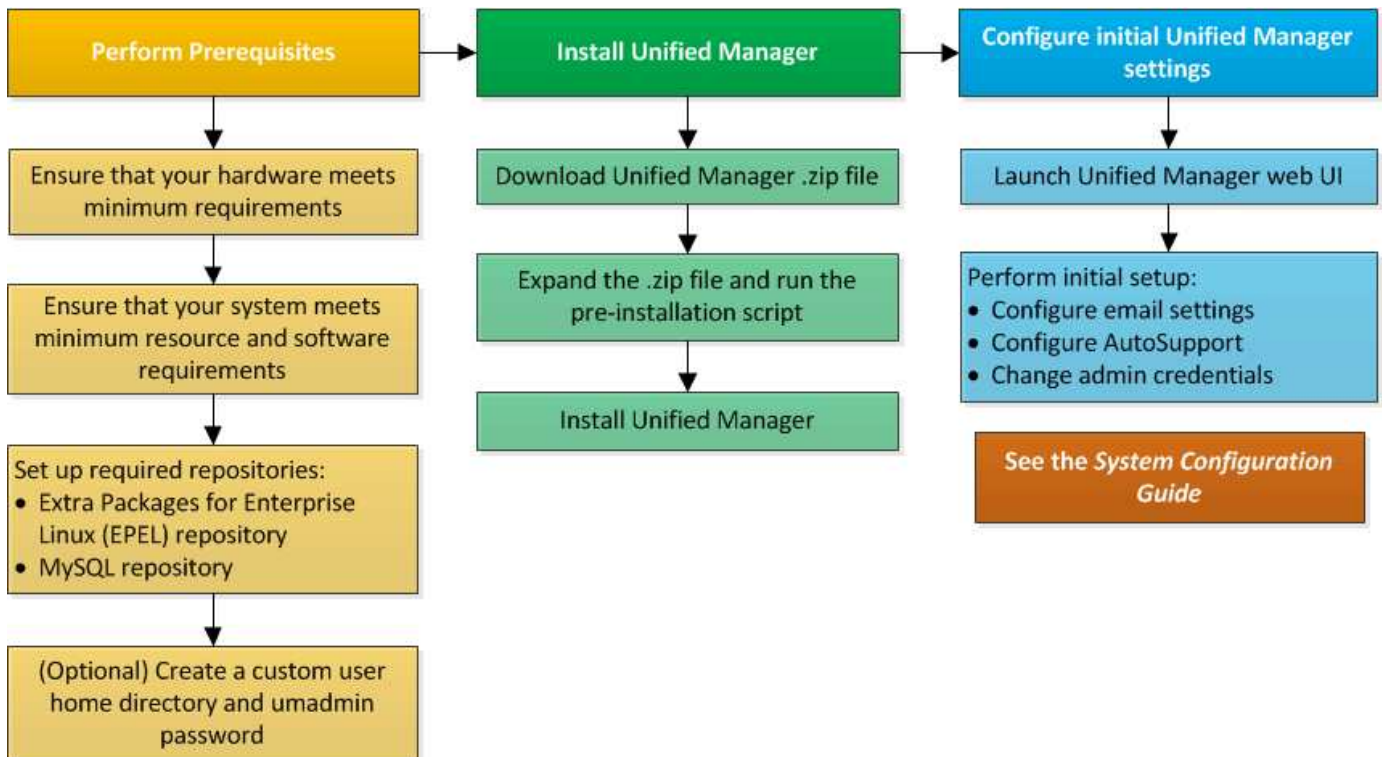 Perform Prerequisites
Ensure that your hardware meets
minimum requirements
Ensure that your system meets
minimum resource and software
requirements
Set up required repositories:
• Extra Packages for Enterprise
Linux (EPEL) repository
• MySQL repository
(Optional) Create a custom user
home directory and umadmin
password
Install Unified Manager
Download Unified Manager .zip file
Expand the .zip file and run the
pre-installation script
Install Unified Manager
Configure initial Unified Manager
settings
Launch Unified Manager web UI
Perform initial setup:
• Configure email settings
• Configure AutoSupport
• Change admin credentials
See the System Configuration
Guide